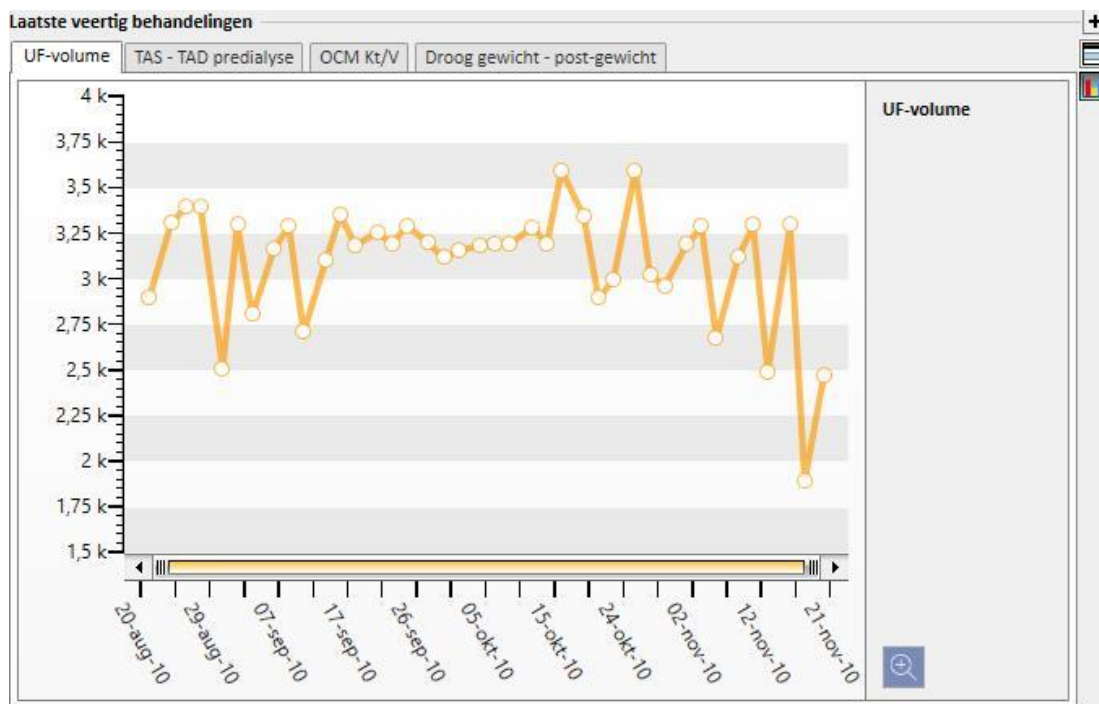 Laatste veertig behandelingen
UF-volume TAS - TAD predialyse OCM Kt/V Droog gewicht - post-gewicht
UF-volume
4 k
3,75 k
3,5 k
3,25 k
3 k
2,75 k
2,5 k
2,25 k
2 k
1,75 k
1,5 k
20-aug-10
29-aug-10
07-sep-10
17-sep-10
26-sep-10
05-okt-10
15-okt-10
24-okt-10
02-nov-10
12-nov-10
21-nov-10